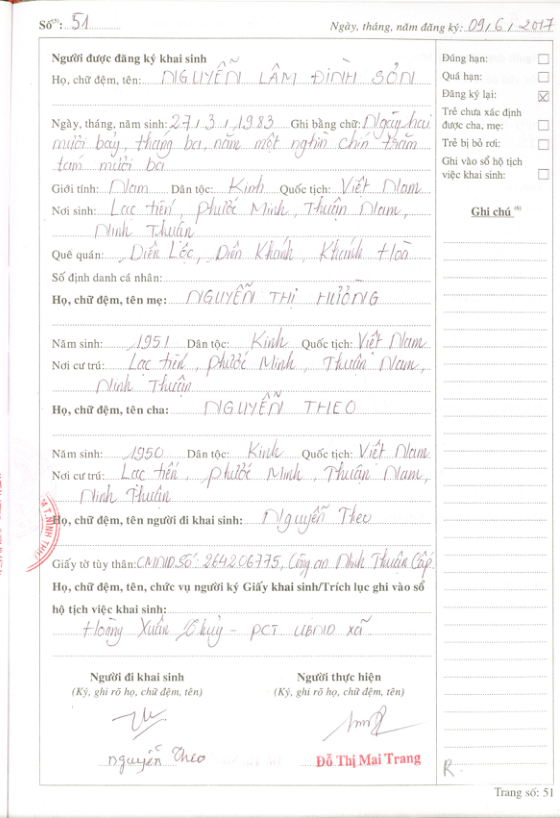 Số⁽⁵⁾: 51
Ngày, tháng, năm đăng ký: 09/6/2017
Người được đăng ký khai sinh
Họ, chữ đệm, tên: NGUYỄN LÂM ĐÌNH SỞN
Ngày, tháng, năm sinh: 27/3/1983 Ghi bằng chữ: Ngày hai
mươi bảy, tháng ba, năm một nghìn chín trăm
tám mươi ba
Giới tính: Nam Dân tộc: Kinh Quốc tịch: Việt Nam
Nơi sinh: Lạc tiến, Phước Minh, Thuận Nam,
Ninh Thuận
Quê quán: Diên Lộc, Diên Khánh, Khánh Hoà
Số định danh cá nhân:
Họ, chữ đệm, tên mẹ: NGUYỄN THỊ HƯỜNG
Năm sinh: 1951 Dân tộc: Kinh Quốc tịch: Việt Nam
Nơi cư trú: Lạc tiến, Phước Minh, Thuận Nam,
Ninh Thuận
Họ, chữ đệm, tên cha: NGUYỄN THEO
Năm sinh: 1950 Dân tộc: Kinh Quốc tịch: Việt Nam
Nơi cư trú: Lạc tiến, Phước Minh, Thuận Nam,
Ninh Thuận
Họ, chữ đệm, tên người đi khai sinh: Nguyễn Theo
Giấy tờ tùy thân: CMND Số: 264206775, Công an Ninh Thuận Cấp.
Họ, chữ đệm, tên, chức vụ người ký Giấy khai sinh/Trích lục ghi vào sổ
hộ tịch việc khai sinh:
Hoàng Xuân - PCT UBND xã
Người đi khai sinh
(Ký, ghi rõ họ, chữ đệm, tên)
Nguyễn Theo
Người thực hiện
(Ký, ghi rõ họ, chữ đệm, tên)
Đỗ Thị Mai Trang
Đúng hạn:
Quá hạn:
Đăng ký lại: X
Trẻ chưa xác định
được cha, mẹ:
Trẻ bị bỏ rơi:
Ghi vào sổ hộ tịch
việc khai sinh:
Ghi chú ⁽⁶⁾
R.
Trang số: 51